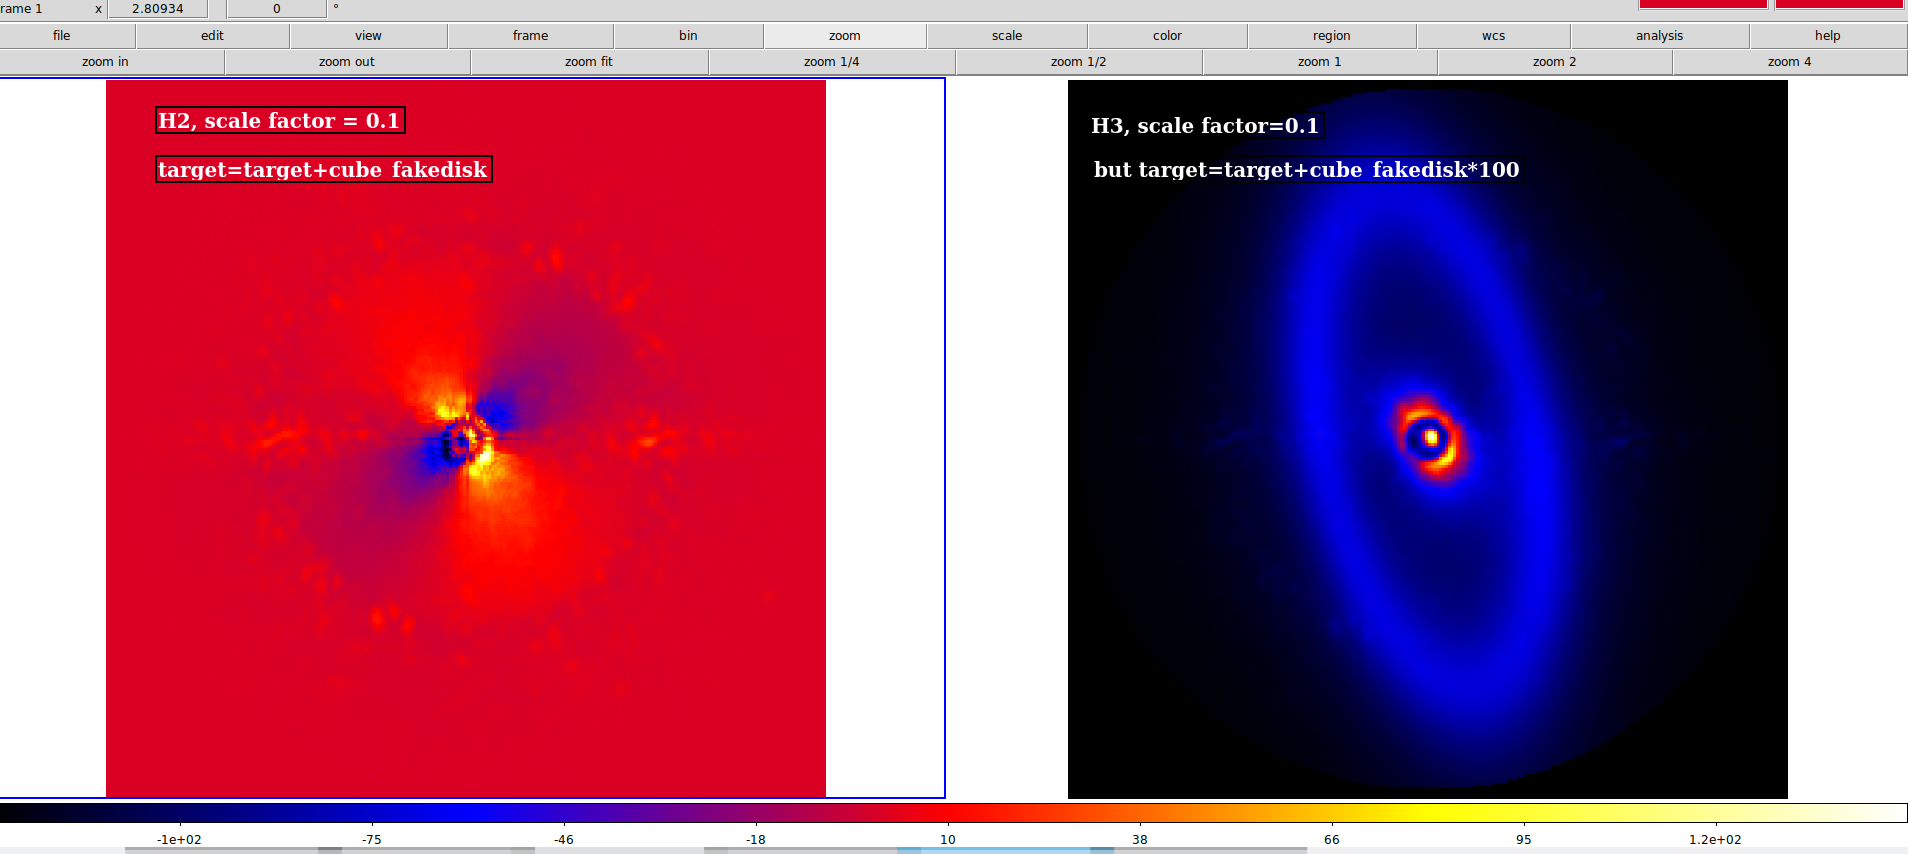 rame 1 x 2.80934 0 °
file edit view frame bin zoom scale color region wcs analysis help
zoom in zoom out zoom fit zoom 1/4 zoom 1/2 zoom 1 zoom 2 zoom 4
H2, scale factor = 0.1
target=target+cube_fakedisk
H3, scale factor=0.1
but target=target+cube_fakedisk*100
-1e+02 -75 -46 -18 10 38 66 95 1.2e+02